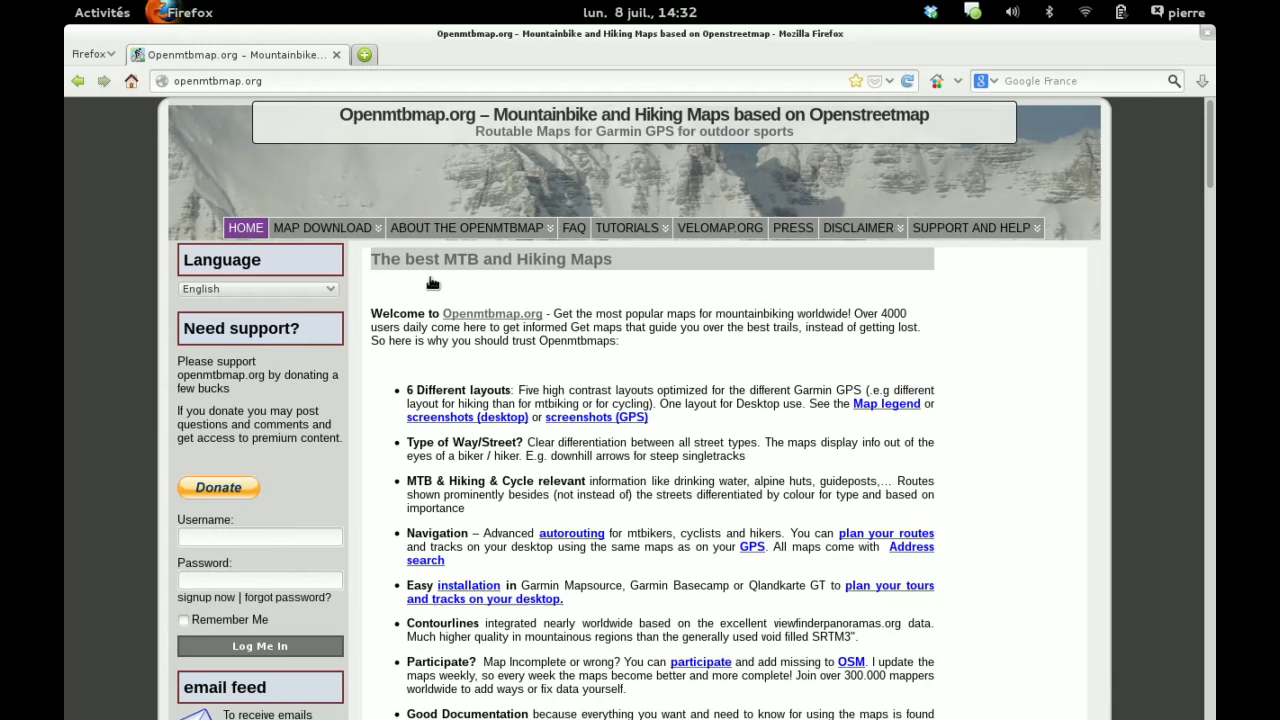 Activités
Firefox
lun. 8 juil., 14:32
pierre
Openmtbmap.org – Mountainbike and Hiking Maps based on Openstreetmap - Mozilla Firefox
Firefox
Openmtbmap.org – Mountainbike...
openmtbmap.org
Google France
Openmtbmap.org – Mountainbike and Hiking Maps based on Openstreetmap
Routable Maps for Garmin GPS for outdoor sports
HOME MAP DOWNLOAD ABOUT THE OPENMTBMAP FAQ TUTORIALS VELOMAP.ORG PRESS DISCLAIMER SUPPORT AND HELP
Language
English
Need support?
Please support
openmtbmap.org by donating a
few bucks
If you donate you may post
questions and comments and
get access to premium content.
Donate
Username:
Password:
signup now | forgot password?
Remember Me
Log Me In
email feed
To receive emails
The best MTB and Hiking Maps
Welcome to Openmtbmap.org - Get the most popular maps for mountainbiking worldwide! Over 4000
users daily come here to get informed Get maps that guide you over the best trails, instead of getting lost.
So here is why you should trust Openmtbmaps:
• 6 Different layouts: Five high contrast layouts optimized for the different Garmin GPS (.e.g different
layout for hiking than for mtbiking or for cycling). One layout for Desktop use. See the Map legend or
screenshots (desktop) or screenshots (GPS)
• Type of Way/Street? Clear differentiation between all street types. The maps display info out of the
eyes of a biker / hiker. E.g. downhill arrows for steep singletracks
• MTB & Hiking & Cycle relevant information like drinking water, alpine huts, guideposts,… Routes
shown prominently besides (not instead of) the streets differentiated by colour for type and based on
importance
• Navigation – Advanced autorouting for mtbikers, cyclists and hikers. You can plan your routes
and tracks on your desktop using the same maps as on your GPS. All maps come with Address
search
• Easy installation in Garmin Mapsource, Garmin Basecamp or Qlandkarte GT to plan your tours
and tracks on your desktop.
• Contourlines integrated nearly worldwide based on the excellent viewfinderpanoramas.org data.
Much higher quality in mountainous regions than the generally used void filled SRTM3".
• Participate? Map Incomplete or wrong? You can participate and add missing to OSM. I update the
maps weekly, so every week the maps become better and more complete! Join over 300.000 mappers
worldwide to add ways or fix data yourself.
• Good Documentation because everything you want and need to know for using the maps is found